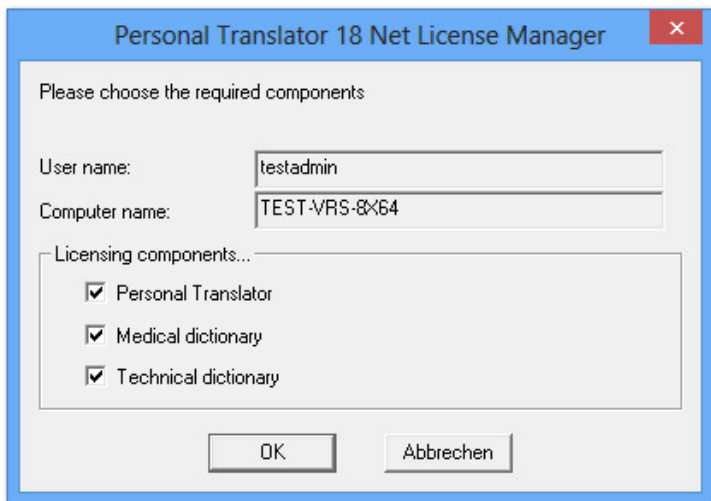 Personal Translator 18 Net License Manager
Please choose the required components
User name: testadmin
Computer name: TEST-VRS-8X64
Licensing components...
Personal Translator
Medical dictionary
Technical dictionary
OK Abbrechen